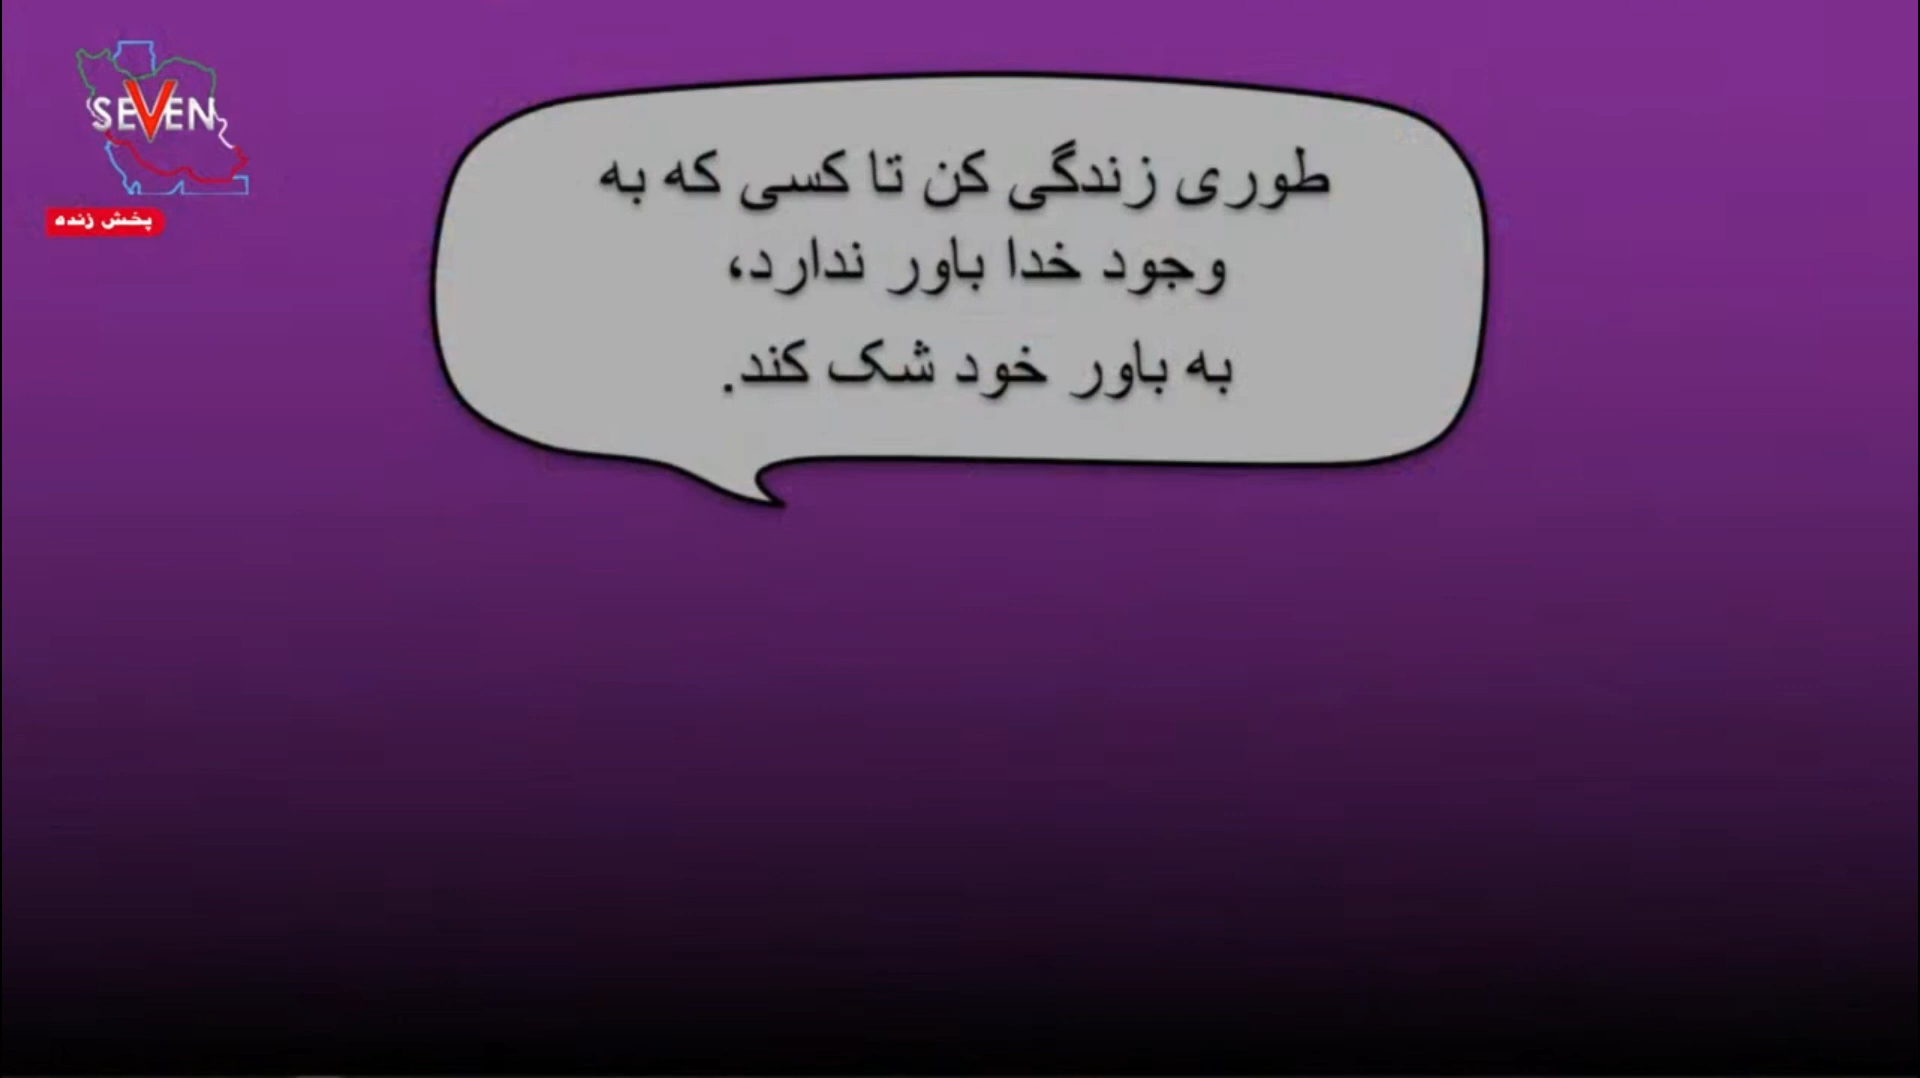 SEVEN
پخش زنده
طوری زندگی کن تا کسی که به
وجود خدا باور ندارد،
به باور خود شک کند.